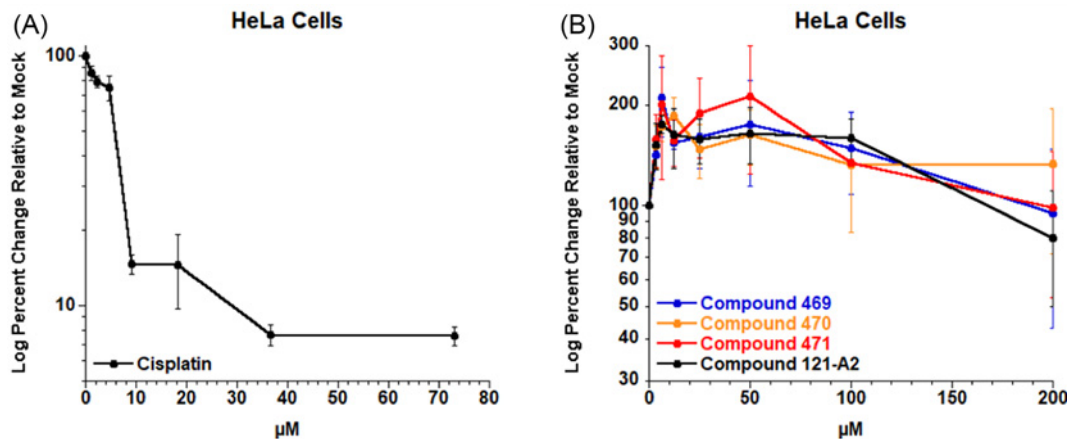 (A)
HeLa Cells
Log Percent Change Relative to Mock
100
10
Cisplatin
0 10 20 30 40 50 60 70 80
µM
(B)
HeLa Cells
Log Percent Change Relative to Mock
300
200
100
90
80
70
60
50
40
30
Compound 469
Compound 470
Compound 471
Compound 121-A2
0 50 100 150 200
µM